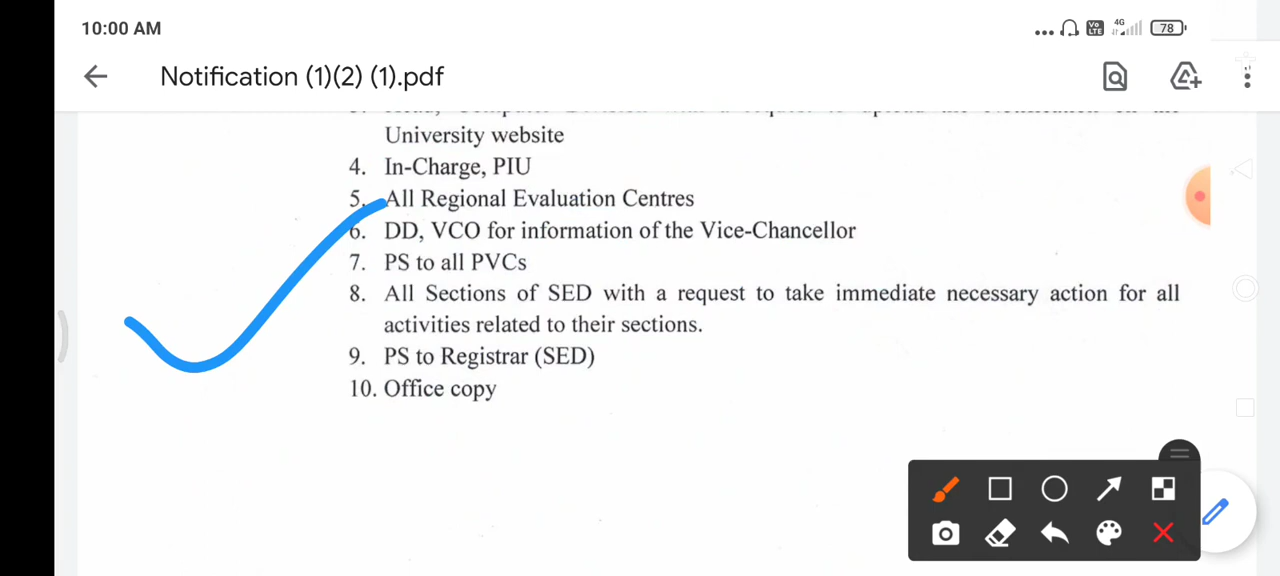 10:00 AM
4G
Vo
LTE
78
Notification (1)(2) (1).pdf
University website
4. In-Charge, PIU
5. All Regional Evaluation Centres
6. DD, VCO for information of the Vice-Chancellor
7. PS to all PVCs
8. All Sections of SED with a request to take immediate necessary action for all
activities related to their sections.
9. PS to Registrar (SED)
10. Office copy